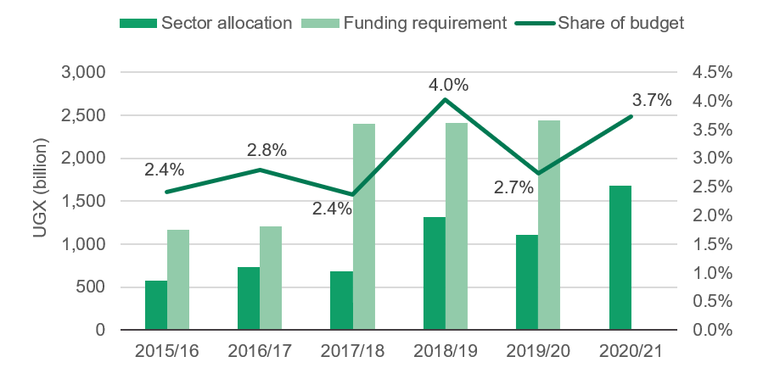 Sector allocation Funding requirement Share of budget
3,000 4.5%
4.0% 4.0%
2,500 3.7% 3.5%
2,000 2.4% 2.8% 3.0%
2.7% 2.5%
1,500 2.4% 2.0%
1,000 1.5%
500 1.0%
0.5%
0 0.0%
UGX (billion)
2015/16 2016/17 2017/18 2018/19 2019/20 2020/21